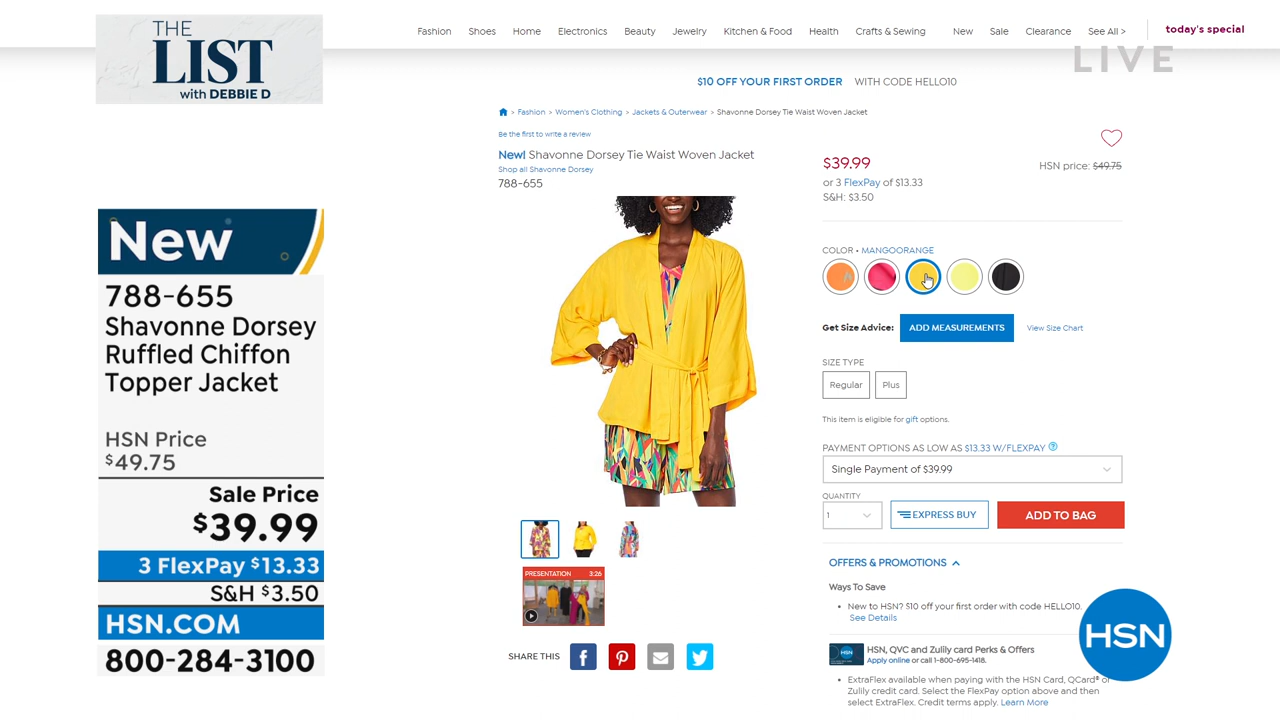 THE
LIST
with DEBBIE D
Fashion Shoes Home Electronics Beauty Jewelry Kitchen & Food Health Crafts & Sewing New Sale Clearance See All > today's special
LIVE
$10 OFF YOUR FIRST ORDER WITH CODE HELLO10
> Fashion > Women's Clothing > Jackets & Outerwear > Shavonne Dorsey Tie Waist Woven Jacket
Be the first to write a review
New! Shavonne Dorsey Tie Waist Woven Jacket
Shop all Shavonne Dorsey
788-655
$39.99
HSN price: $49.75
or 3 FlexPay of $13.33
S&H: $3.50
COLOR • MANGOORANGE
Get Size Advice: ADD MEASUREMENTS View Size Chart
SIZE TYPE
Regular Plus
This item is eligible for gift options.
PAYMENT OPTIONS AS LOW AS $13.33 W/FLEXPAY ?
Single Payment of $39.99
QUANTITY
1 EXPRESS BUY ADD TO BAG
OFFERS & PROMOTIONS
Ways To Save
• New to HSN? $10 off your first order with code HELLO10.
See Details
HSN, QVC and Zulily card Perks & Offers
Apply online or call 1-800-695-1418.
• ExtraFlex available when paying with the HSN Card, QCard® or
Zulily credit card. Select the FlexPay option above and then
select ExtraFlex. Credit terms apply. Learn More
PRESENTATION 3:26
SHARE THIS
New
788-655
Shavonne Dorsey
Ruffled Chiffon
Topper Jacket
HSN Price
$49.75
Sale Price
$39.99
3 FlexPay $13.33
S&H $3.50
HSN.COM
800-284-3100
HSN